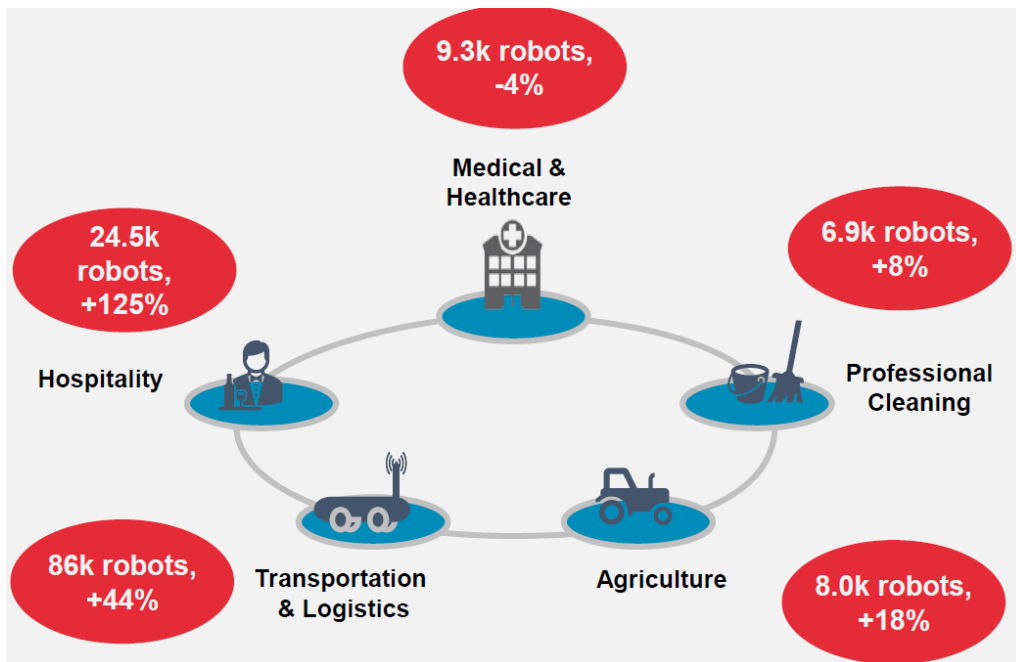 9.3k robots,
-4%
Medical &
Healthcare
24.5k
robots,
+125%
6.9k robots,
+8%
Hospitality
Professional
Cleaning
86k robots,
+44%
Transportation
& Logistics
Agriculture
8.0k robots,
+18%